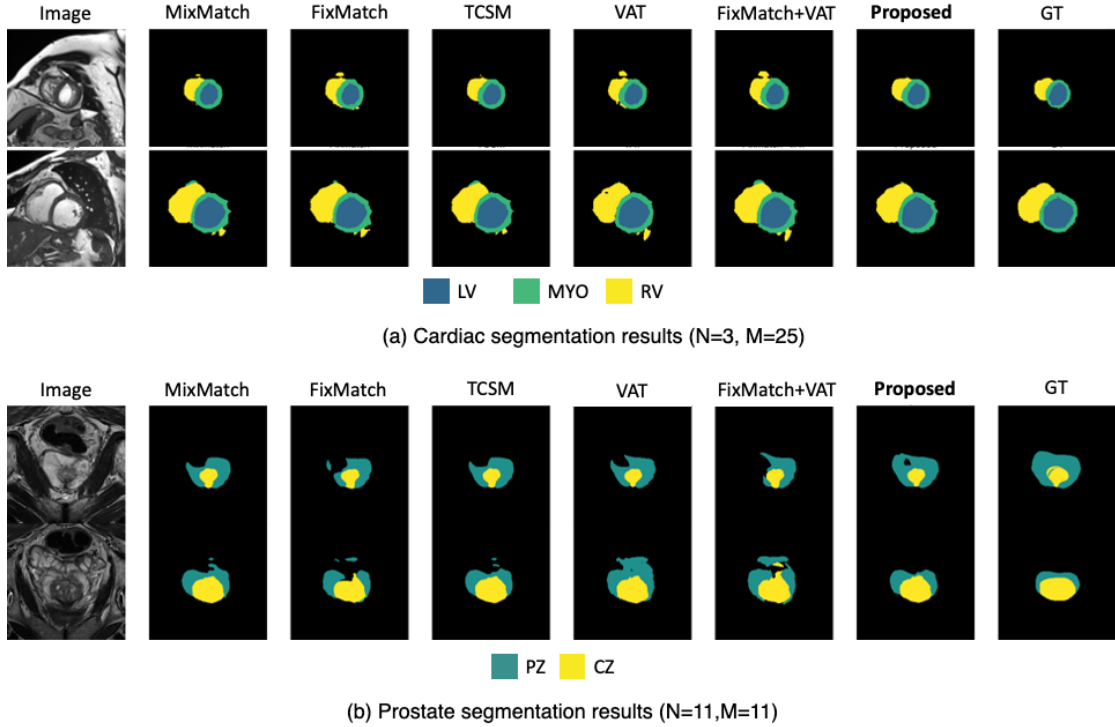 Image MixMatch FixMatch TCSM VAT FixMatch+VAT Proposed GT
LV MYO RV
(a) Cardiac segmentation results (N=3, M=25)
Image MixMatch FixMatch TCSM VAT FixMatch+VAT Proposed GT
PZ CZ
(b) Prostate segmentation results (N=11,M=11)